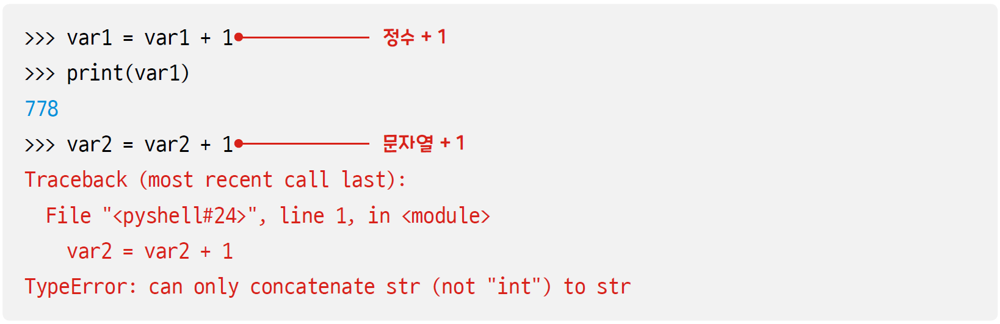 >>> var1 = var1 + 1 정수 + 1
>>> print(var1)
778
>>> var2 = var2 + 1 문자열 + 1
Traceback (most recent call last):
  File "<pyshell#24>", line 1, in <module>
    var2 = var2 + 1
TypeError: can only concatenate str (not "int") to str